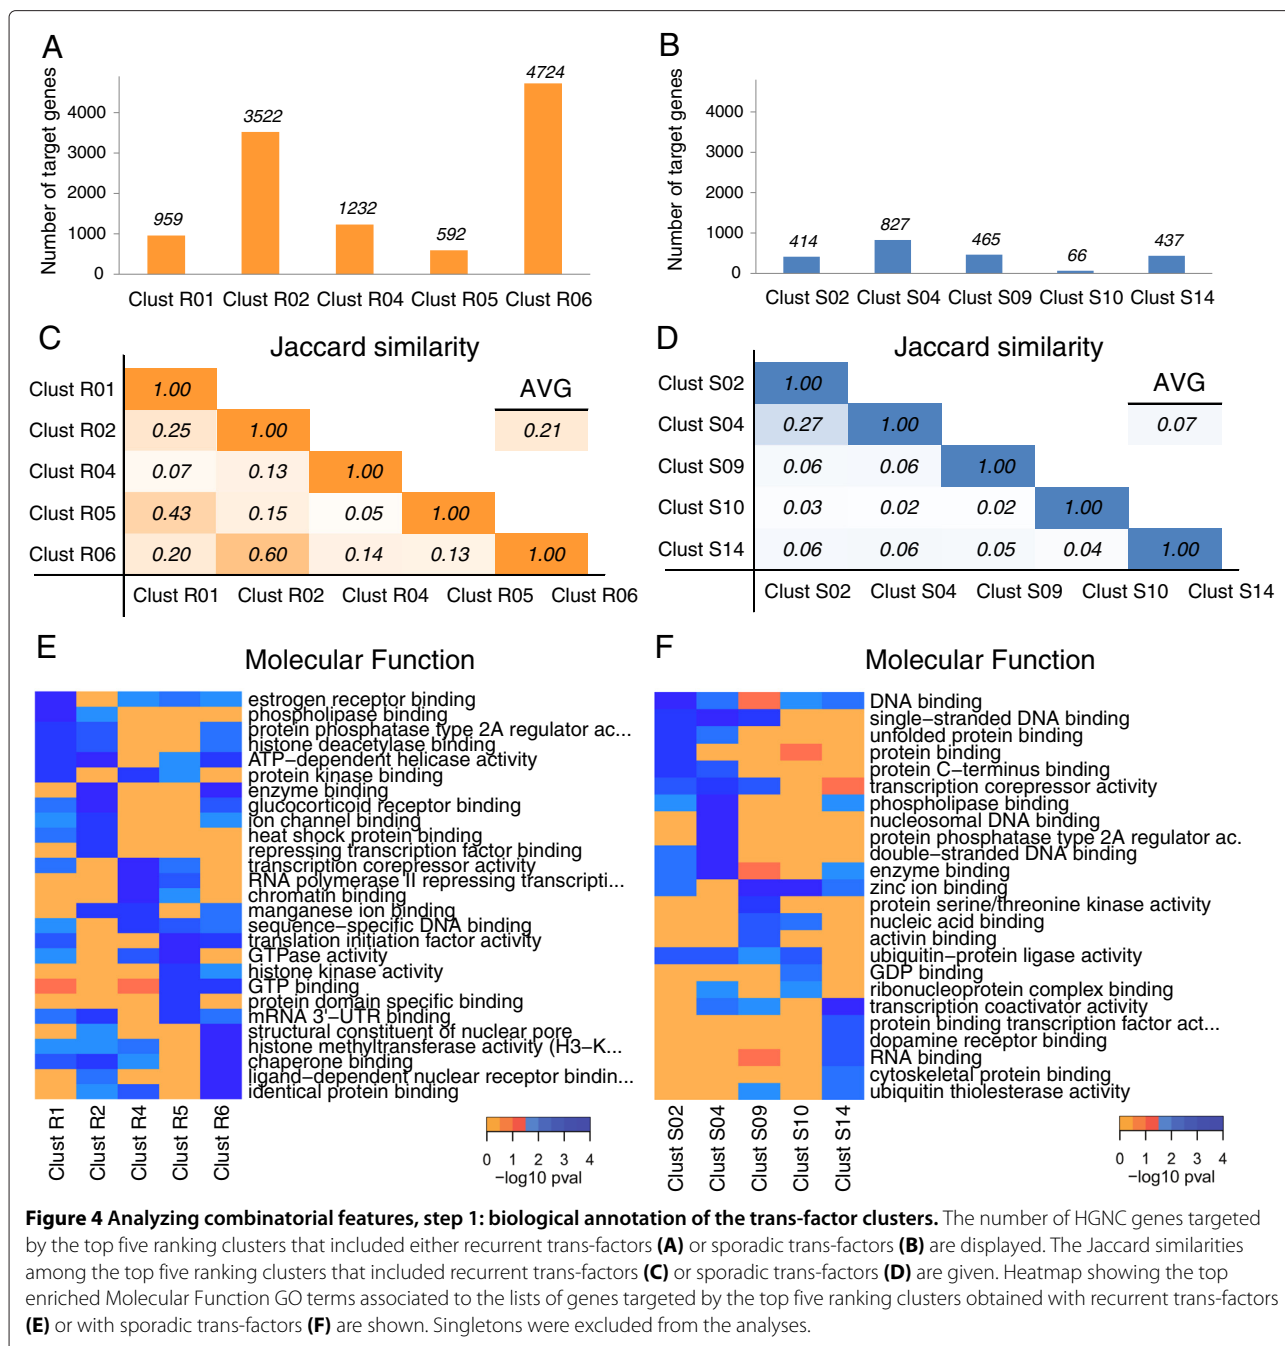 A
Number of target genes
4000
3000
2000
1000
0
959
3522
1232
592
4724
Clust R01 Clust R02 Clust R04 Clust R05 Clust R06
B
Number of target genes
4000
3000
2000
1000
0
414
827
465
66
437
Clust S02 Clust S04 Clust S09 Clust S10 Clust S14
C
Jaccard similarity
Clust R01 1.00 AVG
Clust R02 0.25 1.00 0.21
Clust R04 0.07 0.13 1.00
Clust R05 0.43 0.15 0.05 1.00
Clust R06 0.20 0.60 0.14 0.13 1.00
Clust R01 Clust R02 Clust R04 Clust R05 Clust R06
D
Jaccard similarity
Clust S02 1.00 AVG
Clust S04 0.27 1.00 0.07
Clust S09 0.06 0.06 1.00
Clust S10 0.03 0.02 0.02 1.00
Clust S14 0.06 0.06 0.05 0.04 1.00
Clust S02 Clust S04 Clust S09 Clust S10 Clust S14
E
Molecular Function
estrogen receptor binding
phospholipase binding
protein phosphatase type 2A regulator ac...
histone deacetylase binding
ATP−dependent helicase activity
protein kinase binding
enzyme binding
glucocorticoid receptor binding
ion channel binding
heat shock protein binding
repressing transcription factor binding
transcription corepressor activity
RNA polymerase II repressing transcripti...
chromatin binding
manganese ion binding
sequence−specific DNA binding
translation initiation factor activity
GTPase activity
histone kinase activity
GTP binding
protein domain specific binding
mRNA 3'−UTR binding
structural constituent of nuclear pore
histone methyltransferase activity (H3−K...
chaperone binding
ligand−dependent nuclear receptor bindin...
identical protein binding
Clust R1
Clust R2
Clust R4
Clust R5
Clust R6
0 1 2 3 4
−log10 pval
F
Molecular Function
DNA binding
single−stranded DNA binding
unfolded protein binding
protein binding
protein C−terminus binding
transcription corepressor activity
phospholipase binding
nucleosomal DNA binding
protein phosphatase type 2A regulator ac.
double−stranded DNA binding
enzyme binding
zinc ion binding
protein serine/threonine kinase activity
nucleic acid binding
activin binding
ubiquitin−protein ligase activity
GDP binding
ribonucleoprotein complex binding
transcription coactivator activity
protein binding transcription factor act...
dopamine receptor binding
RNA binding
cytoskeletal protein binding
ubiquitin thiolesterase activity
Clust S02
Clust S04
Clust S09
Clust S10
Clust S14
0 1 2 3 4
−log10 pval
Figure 4 Analyzing combinatorial features, step 1: biological annotation of the trans-factor clusters. The number of HGNC genes targeted
by the top five ranking clusters that included either recurrent trans-factors (A) or sporadic trans-factors (B) are displayed. The Jaccard similarities
among the top five ranking clusters that included recurrent trans-factors (C) or sporadic trans-factors (D) are given. Heatmap showing the top
enriched Molecular Function GO terms associated to the lists of genes targeted by the top five ranking clusters obtained with recurrent trans-factors
(E) or with sporadic trans-factors (F) are shown. Singletons were excluded from the analyses.